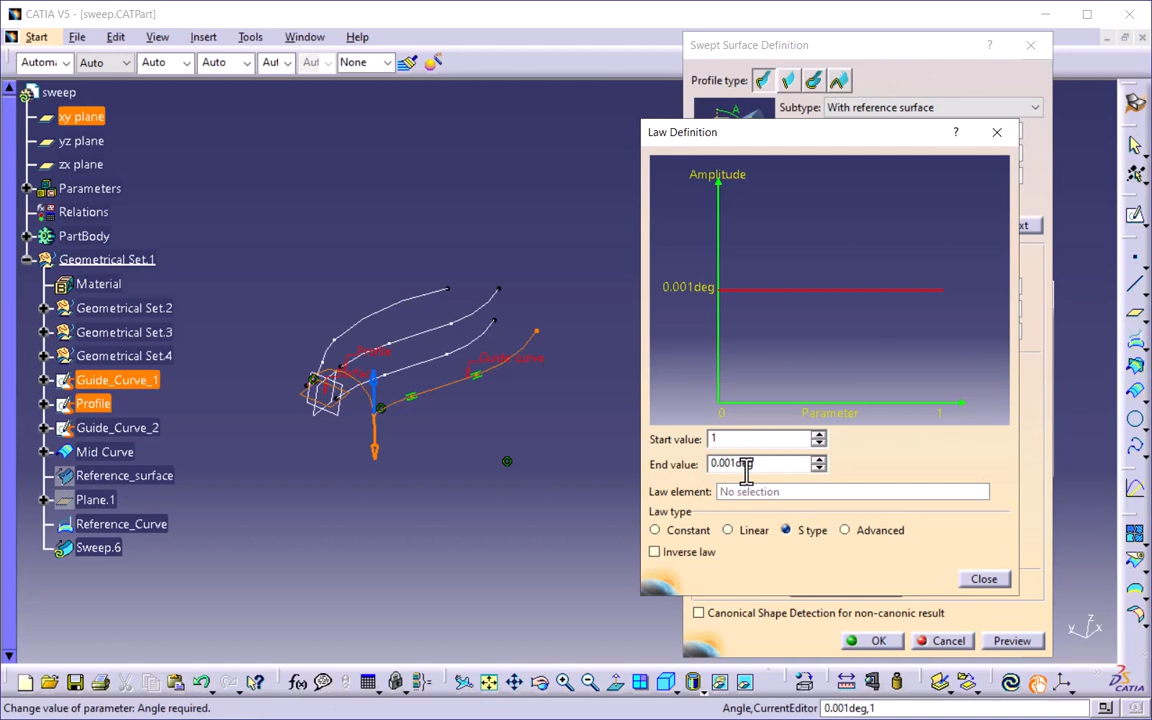 CATIA V5 - [sweep.CATPart]
Start File Edit View Insert Tools Window Help
Autom Auto Auto Auto Aut Aut None
sweep
xy plane
yz plane
zx plane
Parameters
Relations
PartBody
Geometrical Set.1
Material
Geometrical Set.2
Geometrical Set.3
Geometrical Set.4
Guide_Curve_1
Profile
Guide_Curve_2
Mid Curve
Reference_surface
Plane.1
Reference_Curve
Sweep.6
Guide_curve
Swept Surface Definition
Profile type:
Subtype: With reference surface
A
Law Definition
Amplitude
0.001deg
0 Parameter 1
Start value: 1
End value: 0.001deg
Law element: No selection
Law type
Constant Linear S type Advanced
Inverse law
Close
xt
Canonical Shape Detection for non-canonic result
OK Cancel Preview
z
y x
f(x)
Change value of parameter: Angle required.
Angle,CurrentEditor 0.001deg,1